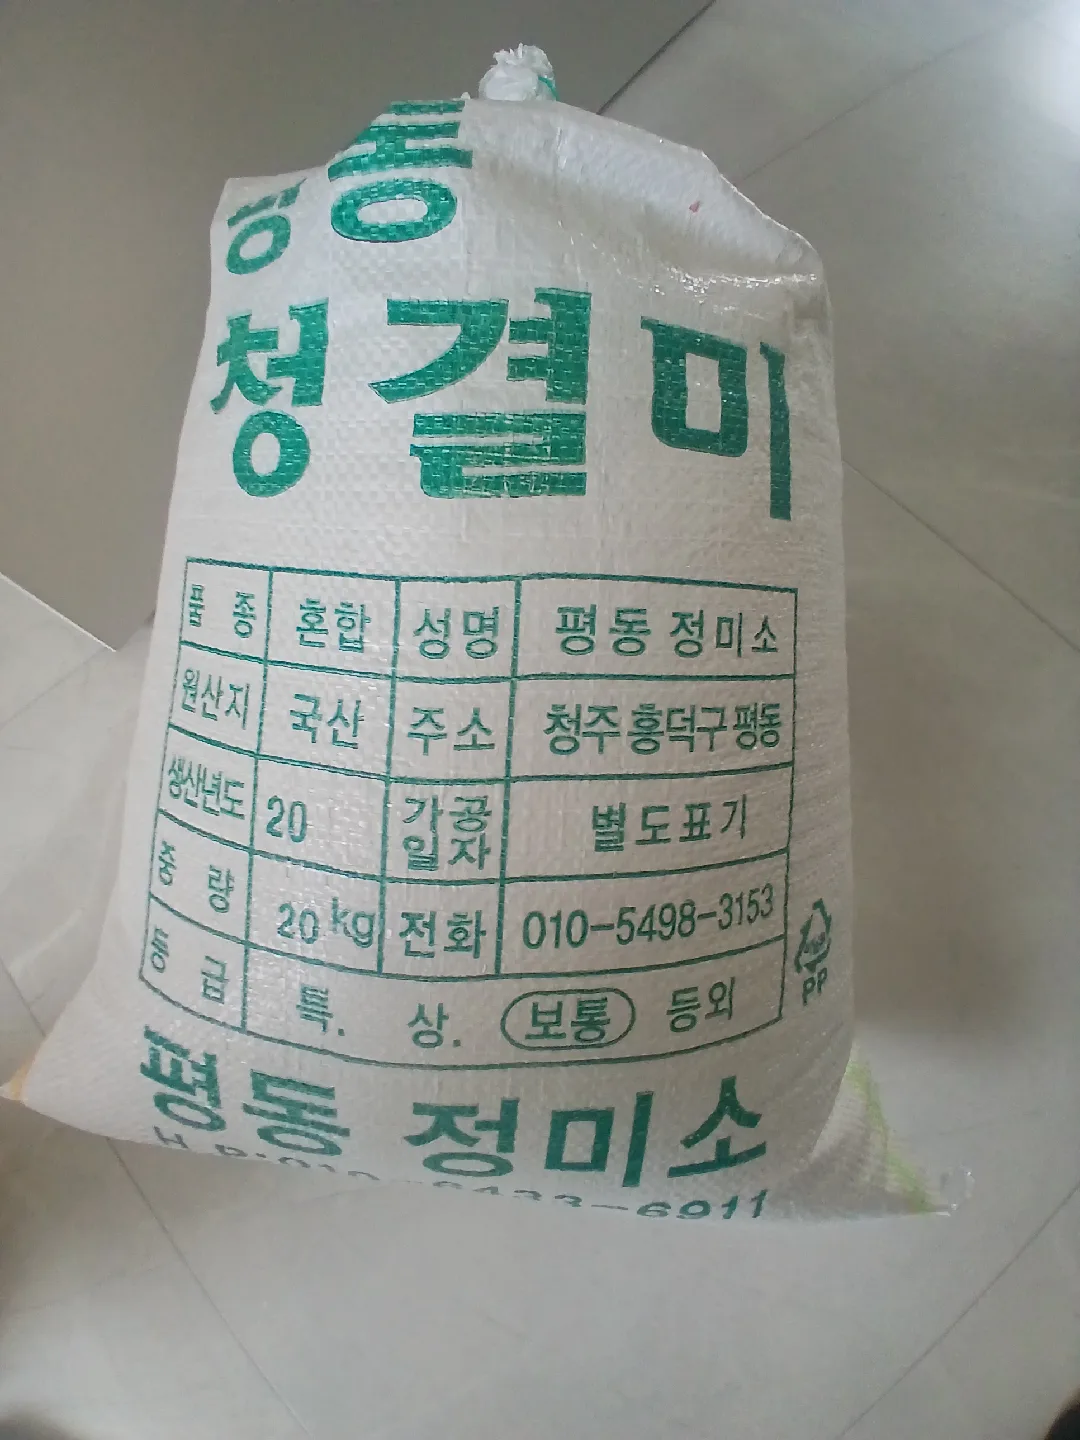 평동
청결미
품 종 혼합 성명 평동 정미소
원산지 국산 주소 청주 흥덕구 평동
생산년도 20 가공일자 별도표기
중 량 20 kg 전화 010-5498-3153
등 급 특. 상. 보통 등외
PP
평동 정미소
H.P:010-9433-6911